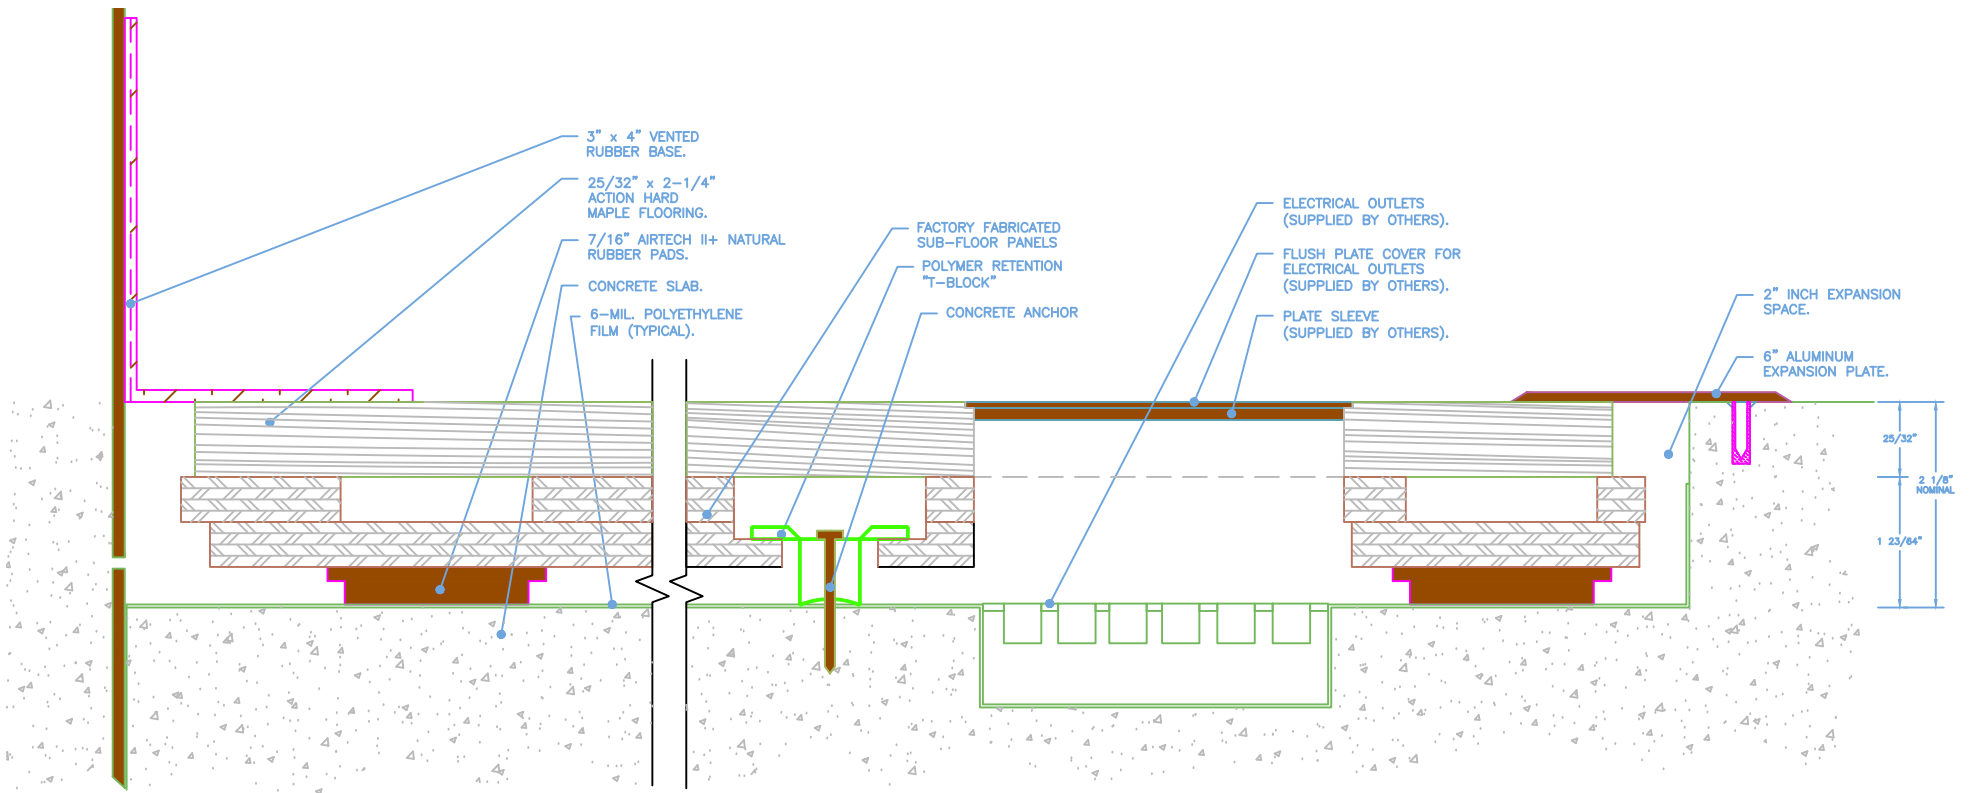 3" x 4" VENTED
RUBBER BASE.
25/32" x 2-1/4"
ACTION HARD
MAPLE FLOORING.
7/16" AIRTECH II+ NATURAL
RUBBER PADS.
CONCRETE SLAB.
6-MIL. POLYETHYLENE
FILM (TYPICAL).
FACTORY FABRICATED
SUB-FLOOR PANELS
POLYMER RETENTION
"T-BLOCK"
CONCRETE ANCHOR
ELECTRICAL OUTLETS
(SUPPLIED BY OTHERS).
FLUSH PLATE COVER FOR
ELECTRICAL OUTLETS
(SUPPLIED BY OTHERS).
PLATE SLEEVE
(SUPPLIED BY OTHERS).
2" INCH EXPANSION
SPACE.
6" ALUMINUM
EXPANSION PLATE.
25/32"
2 1/8"
NOMINAL
1 23/64"